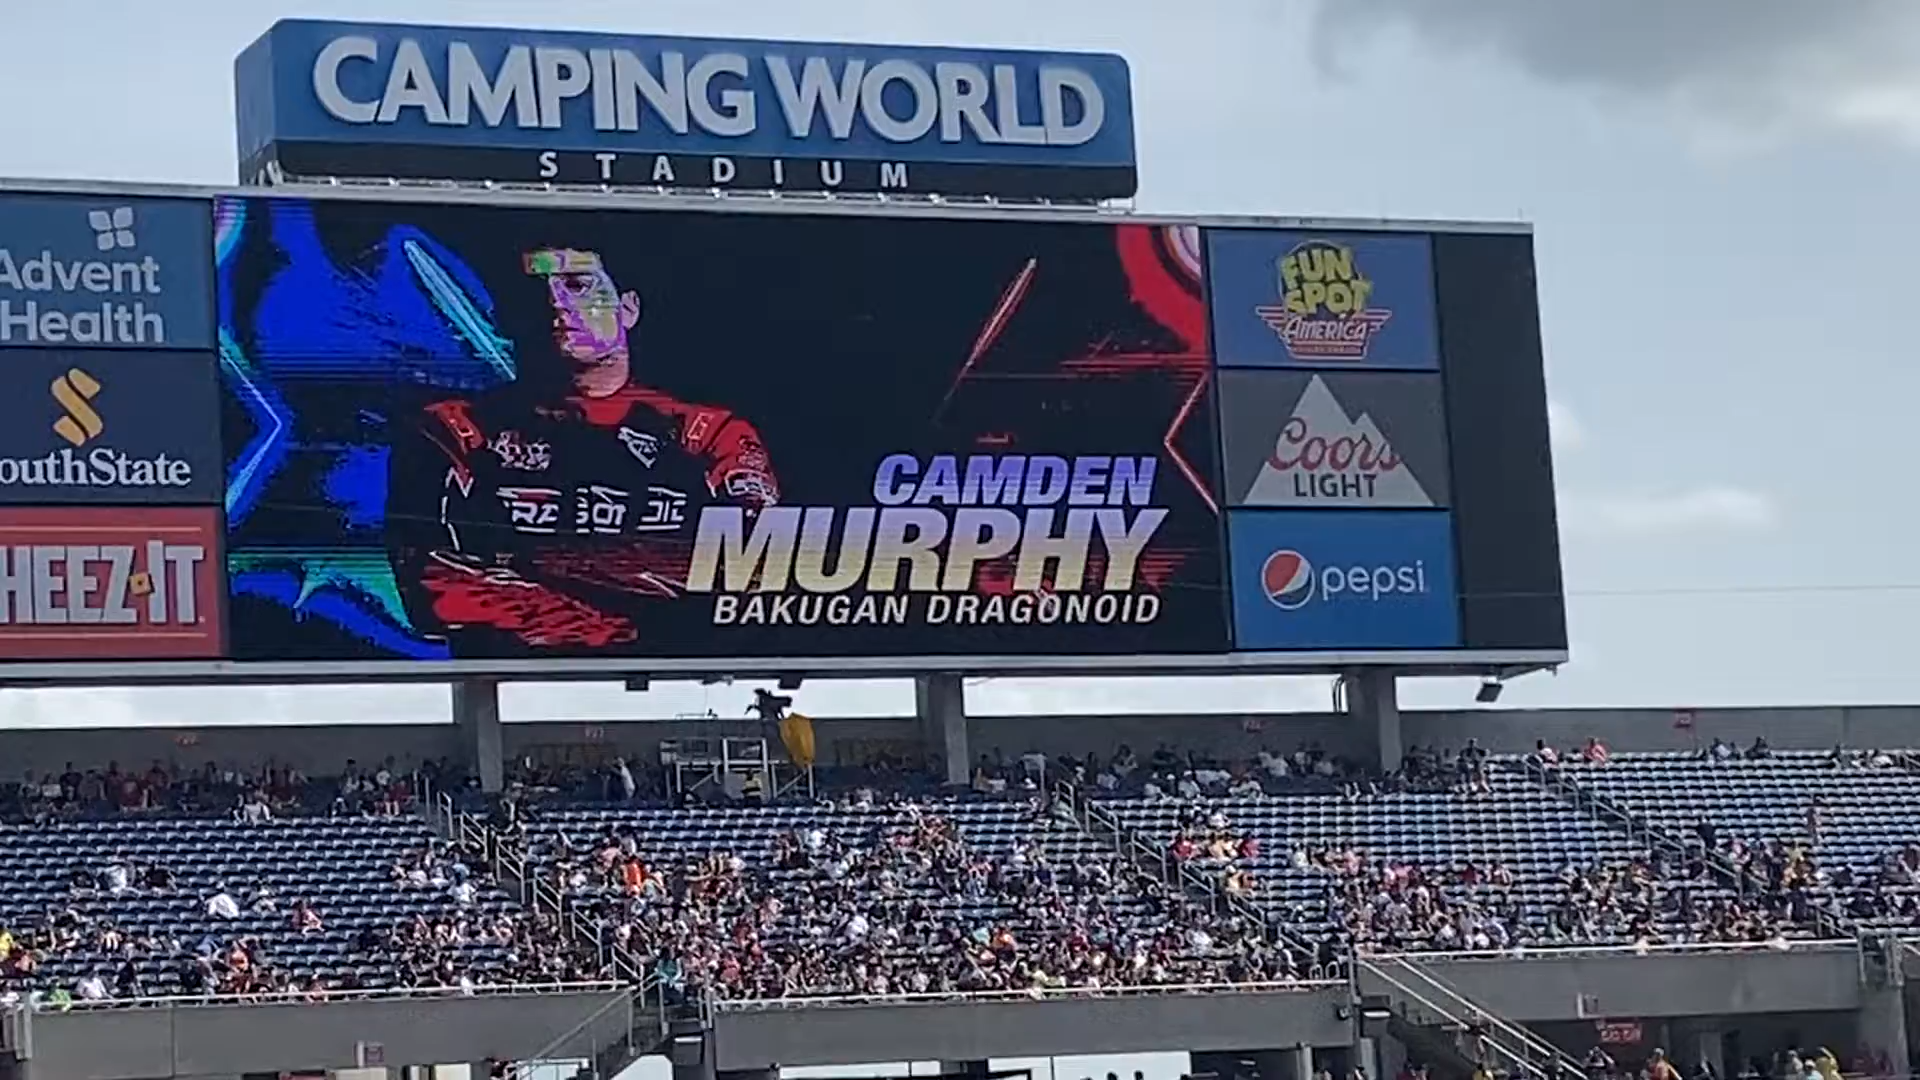 CAMPING WORLD
STADIUM
Advent
Health
outhState
HEEZ-IT
CAMDEN
MURPHY
BAKUGAN DRAGONOID
FUN
SPOT
AMERICA
Coors
LIGHT
pepsi